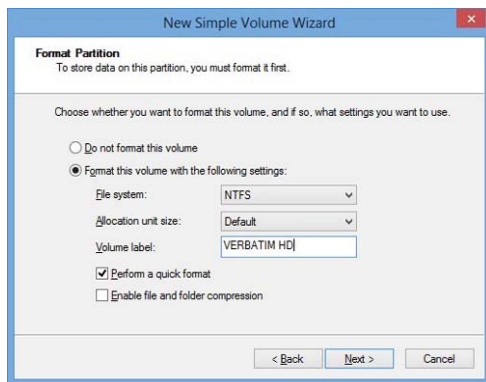 New Simple Volume Wizard
Format Partition
To store data on this partition, you must format it first.
Choose whether you want to format this volume, and if so, what settings you want to use.
Do not format this volume
Format this volume with the following settings:
File system: NTFS
Allocation unit size: Default
Volume label: VERBATIM HD
Perform a quick format
Enable file and folder compression
< Back Next > Cancel